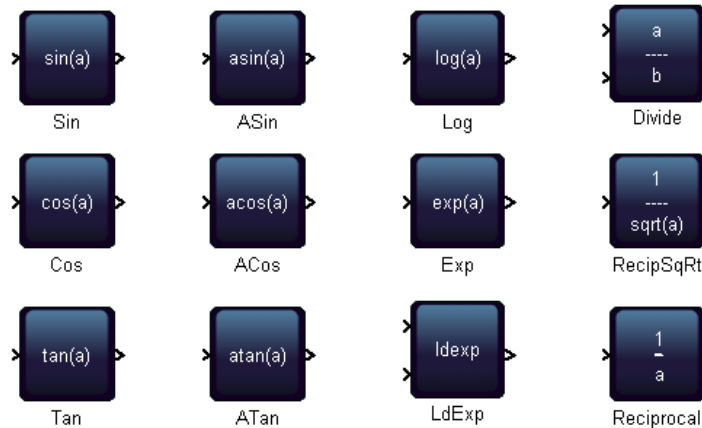 sin(a)
asin(a)
log(a)
a
----
b
Sin
ASin
Log
Divide
cos(a)
acos(a)
exp(a)
1
----
sqrt(a)
Cos
ACos
Exp
RecipSqRt
tan(a)
atan(a)
ldexp
1
–
a
Tan
ATan
LdExp
Reciprocal